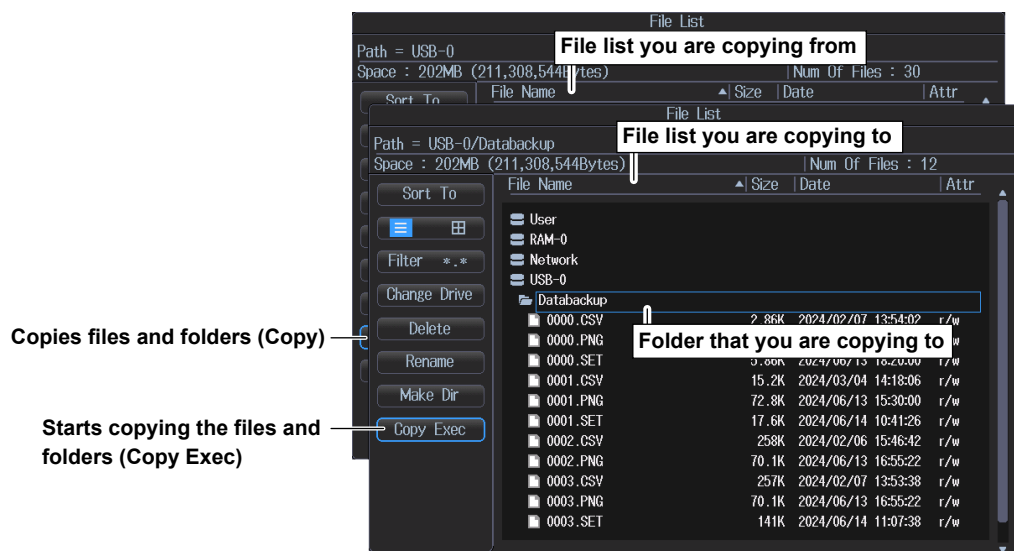 File List
Path = USB-0
File list you are copying from
Space : 202MB (211,308,544Bytes) Num Of Files : 30
Sort To File Name Size Date Attr
File List
File list you are copying to
Path = USB-0/Databackup
Space : 202MB (211,308,544Bytes) Num Of Files : 12
File Name Size Date Attr
Sort To
User
RAM-0
Filter *.*
Network
USB-0
Change Drive
Databackup
0000.CSV 2.86K 2024/02/07 13:54:02 r/w
Delete
Copies files and folders (Copy)
Folder that you are copying to
0000.PNG
0000.SET 5.86K 2024/06/13 18:20:00 r/w
Rename
0001.CSV 15.2K 2024/03/04 14:18:06 r/w
Make Dir
0001.PNG 72.8K 2024/06/13 15:30:00 r/w
0001.SET 17.6K 2024/06/14 10:41:26 r/w
Starts copying the files and
folders (Copy Exec)
Copy Exec
0002.CSV 258K 2024/02/06 15:46:42 r/w
0002.PNG 70.1K 2024/06/13 16:55:22 r/w
0003.CSV 257K 2024/02/07 13:53:38 r/w
0003.PNG 70.1K 2024/06/13 16:55:22 r/w
0003.SET 141K 2024/06/14 11:07:38 r/w